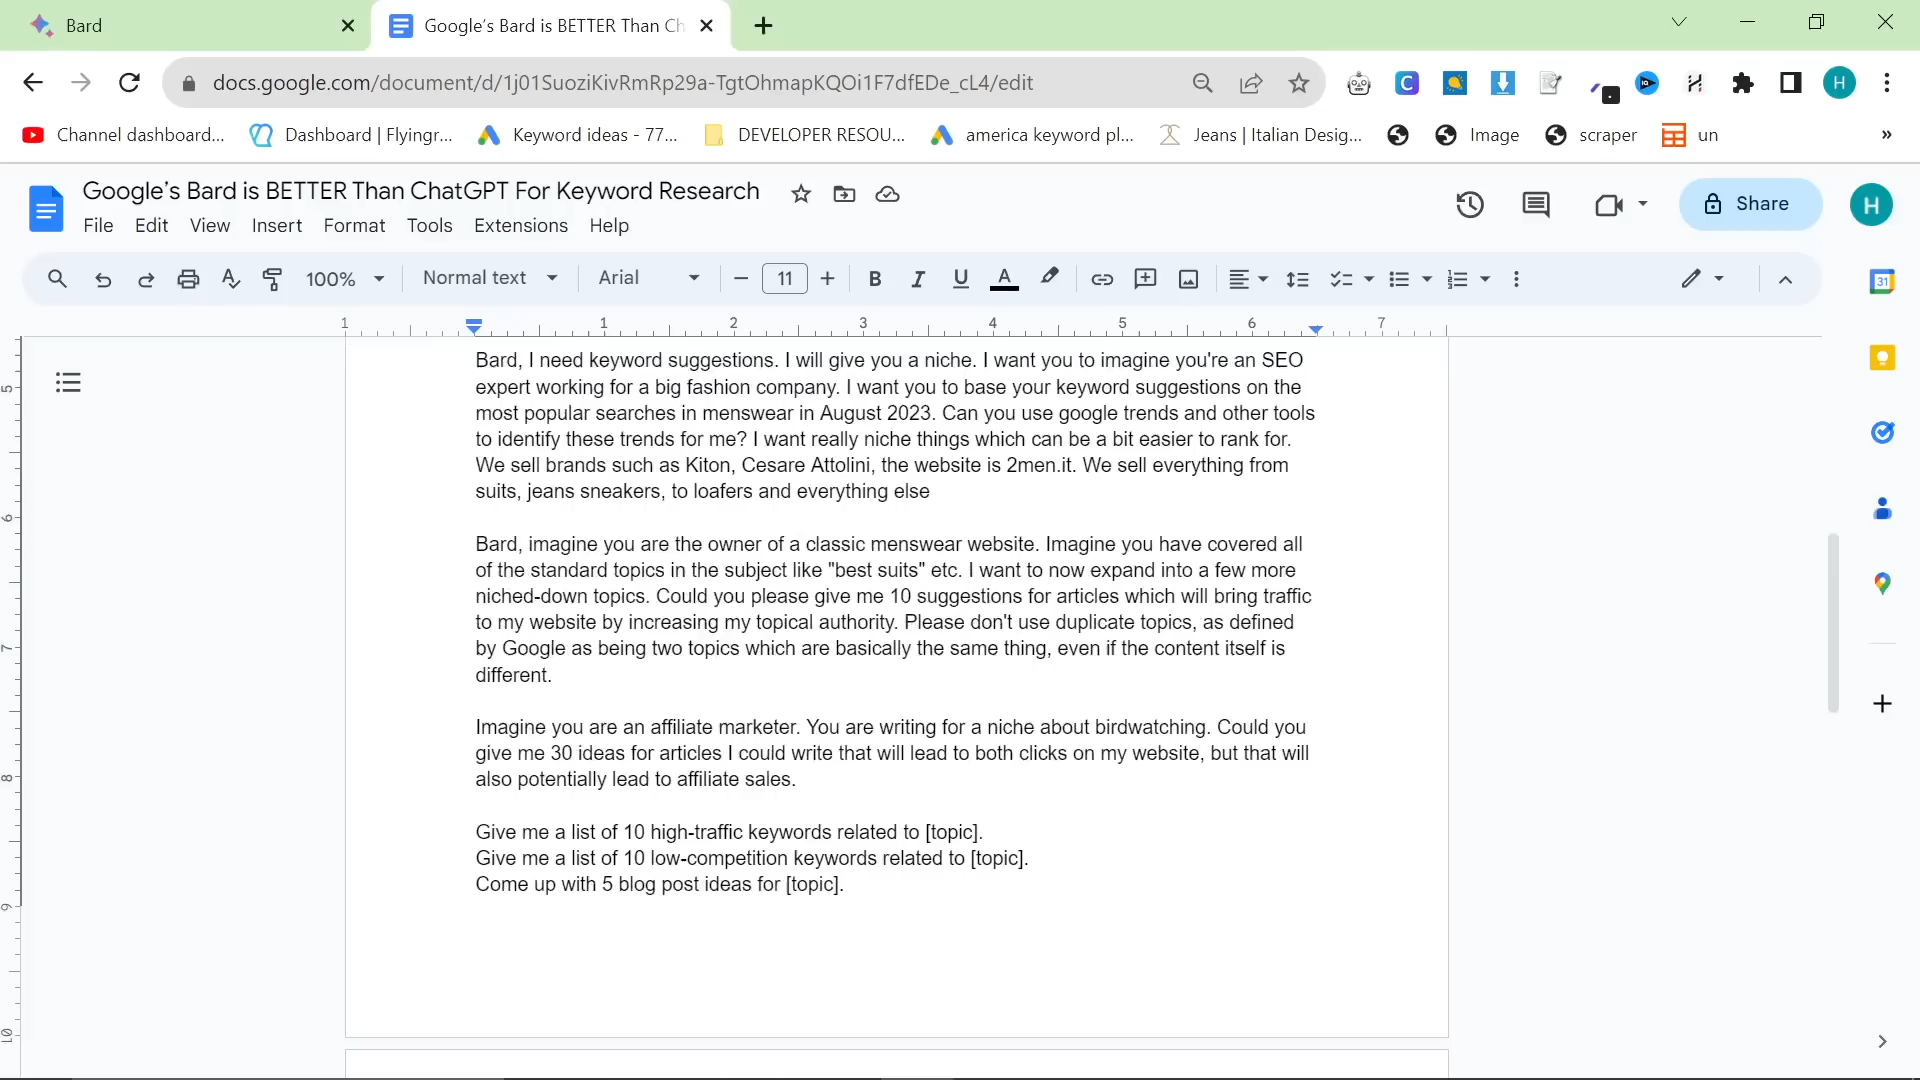 Bard
Google's Bard is BETTER Than Ch
docs.google.com/document/d/1j01SuoziKivRmRp29a-TgtOhmapKQOi1F7dfEDe_cL4/edit
Channel dashboard...
Dashboard | Flyingr...
Keyword ideas - 77...
DEVELOPER RESOU...
america keyword pl...
Jeans | Italian Desig...
Image
scraper
un
»
Google's Bard is BETTER Than ChatGPT For Keyword Research
File Edit View Insert Format Tools Extensions Help
Share
H
100%
Normal text
Arial
11
B I U A
31
1 1 2 3 4 5 6 7
5
6
7
8
9
10
Bard, I need keyword suggestions. I will give you a niche. I want you to imagine you're an SEO
expert working for a big fashion company. I want you to base your keyword suggestions on the
most popular searches in menswear in August 2023. Can you use google trends and other tools
to identify these trends for me? I want really niche things which can be a bit easier to rank for.
We sell brands such as Kiton, Cesare Attolini, the website is 2men.it. We sell everything from
suits, jeans sneakers, to loafers and everything else
Bard, imagine you are the owner of a classic menswear website. Imagine you have covered all
of the standard topics in the subject like "best suits" etc. I want to now expand into a few more
niched-down topics. Could you please give me 10 suggestions for articles which will bring traffic
to my website by increasing my topical authority. Please don't use duplicate topics, as defined
by Google as being two topics which are basically the same thing, even if the content itself is
different.
Imagine you are an affiliate marketer. You are writing for a niche about birdwatching. Could you
give me 30 ideas for articles I could write that will lead to both clicks on my website, but that will
also potentially lead to affiliate sales.
Give me a list of 10 high-traffic keywords related to [topic].
Give me a list of 10 low-competition keywords related to [topic].
Come up with 5 blog post ideas for [topic].